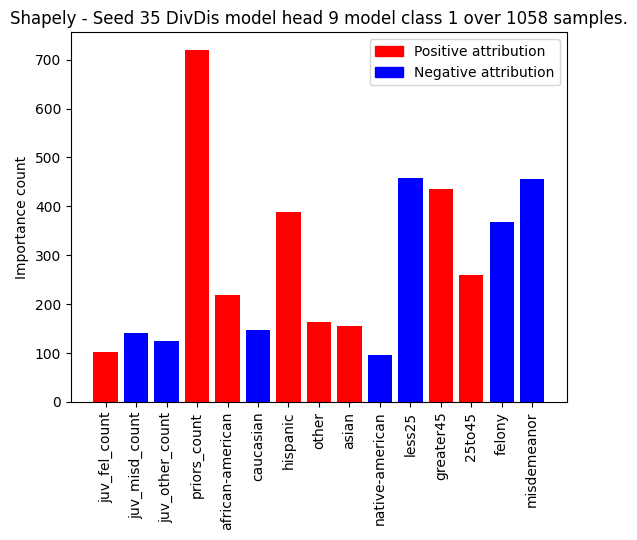 Shapely - Seed 35 DivDis model head 9 model class 1 over 1058 samples.
Positive attribution
Negative attribution
Importance count
700
600
500
400
300
200
100
0
juv_fel_count
juv_misd_count
juv_other_count
priors_count
african-american
caucasian
hispanic
other
asian
native-american
less25
greater45
25to45
felony
misdemeanor